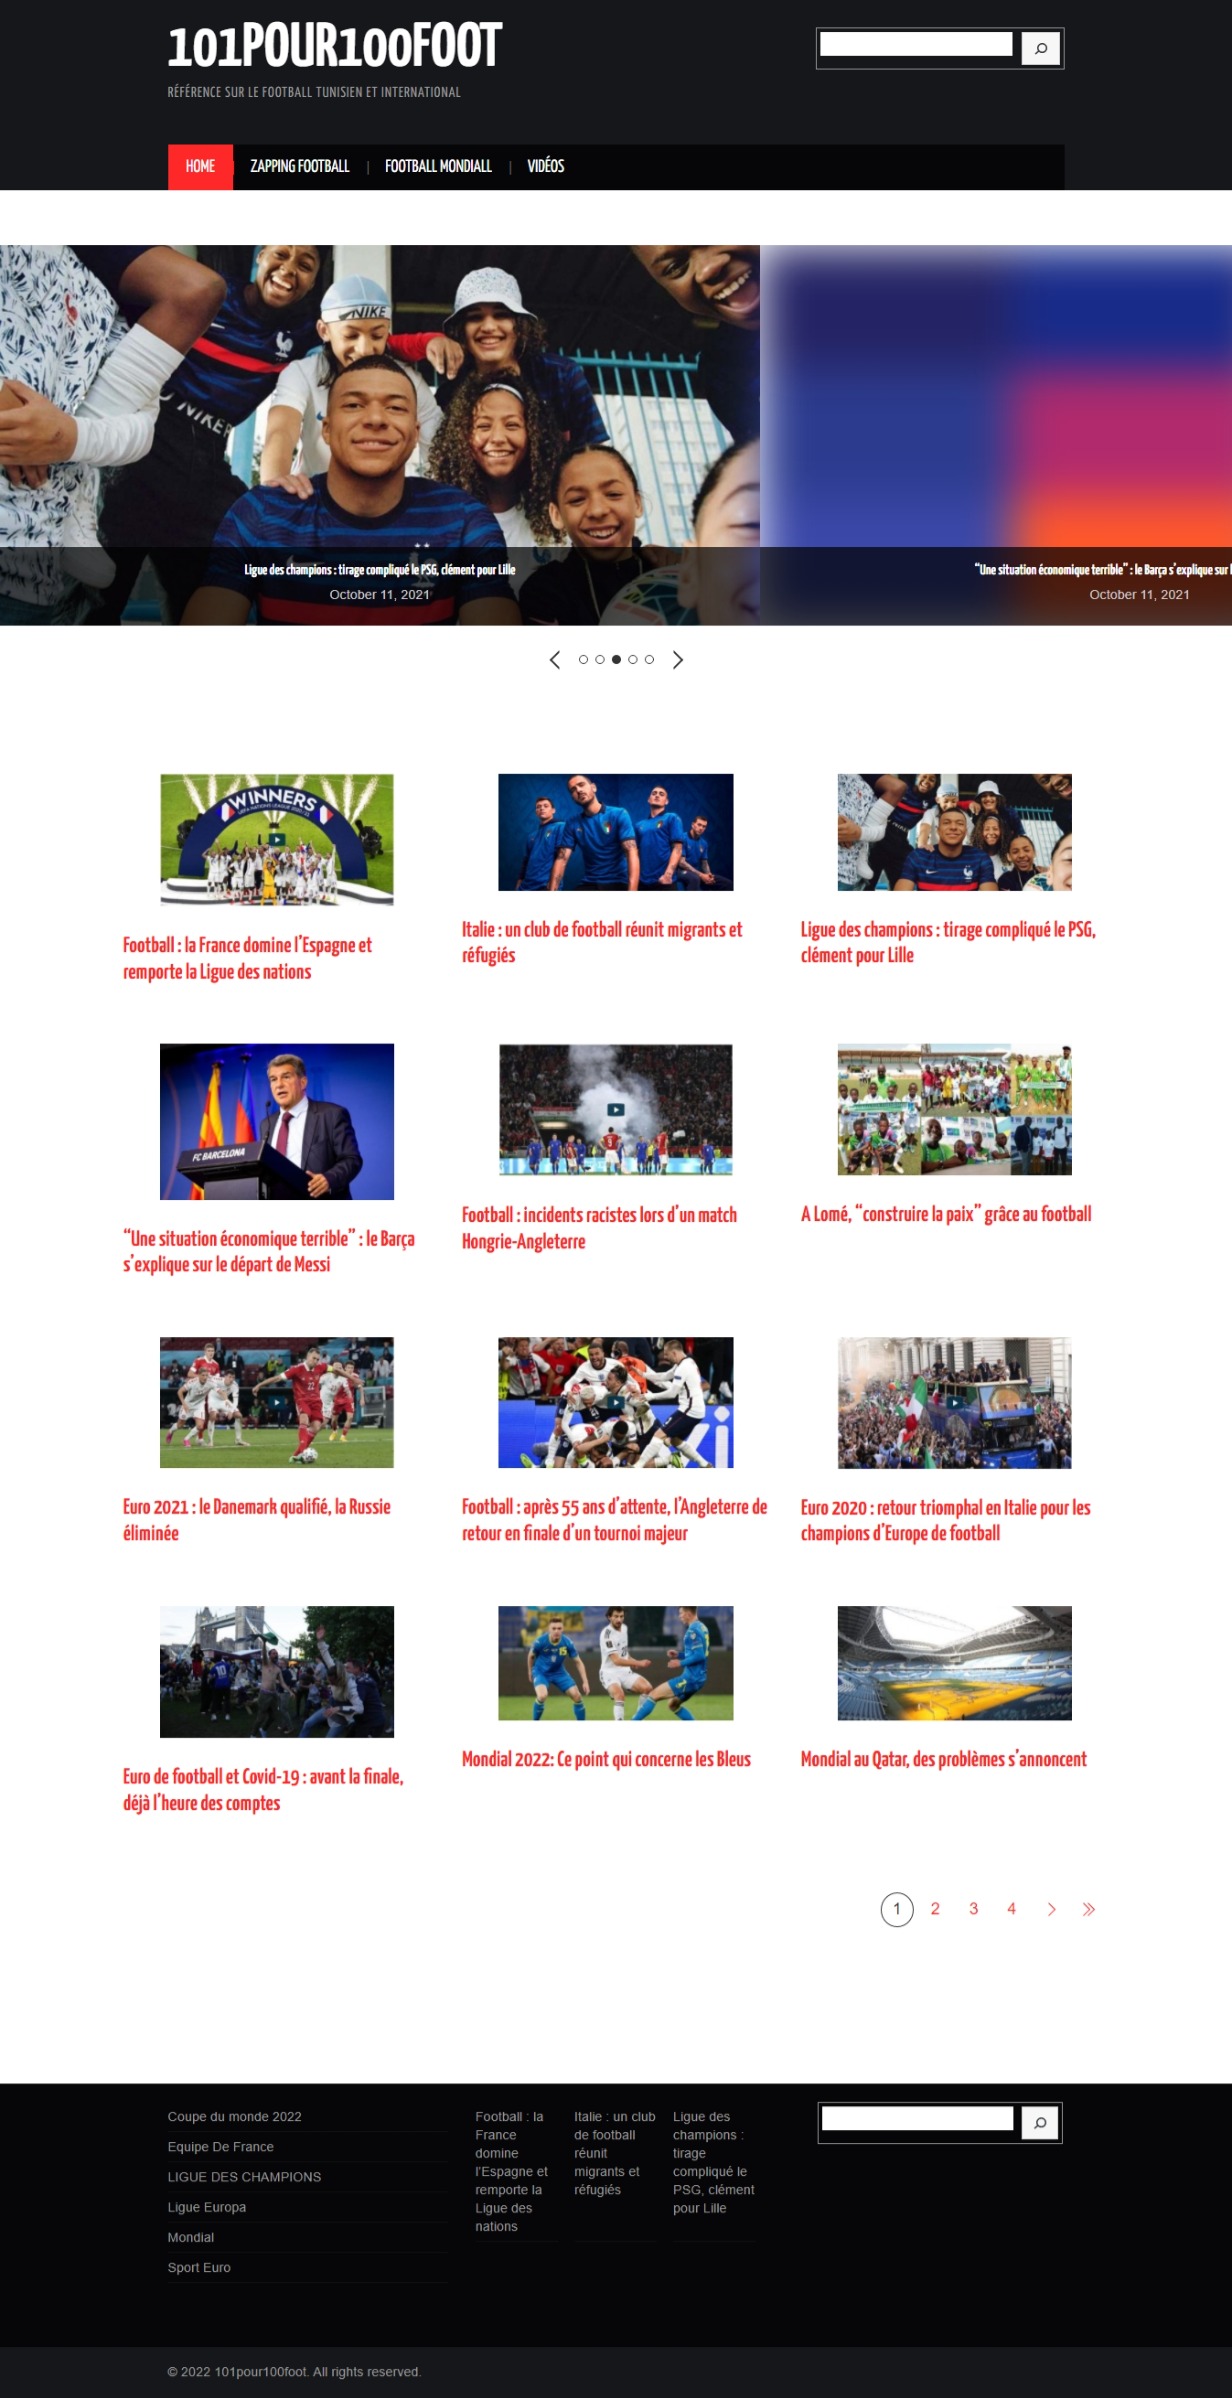 101POUR100FOOT
RÉFÉRENCE SUR LE FOOTBALL TUNISIEN ET INTERNATIONAL
HOME
ZAPPING FOOTBALL
FOOTBALL MONDIALL
VIDÉOS
NIKE
NIKE
Ligue des champions : tirage compliqué le PSG, clément pour Lille
October 11, 2021
“Une situation économique terrible” : le Barça s’explique sur
October 11, 2021
WINNERS
Football : la France domine l’Espagne et
remporte la Ligue des nations
Italie : un club de football réunit migrants et
réfugiés
Ligue des champions : tirage compliqué le PSG,
clément pour Lille
FC BARCELONA
“Une situation économique terrible” : le Barça
s’explique sur le départ de Messi
Football : incidents racistes lors d’un match
Hongrie-Angleterre
A Lomé, “construire la paix” grâce au football
Euro 2021 : le Danemark qualifié, la Russie
éliminée
Football : après 55 ans d’attente, l’Angleterre de
retour en finale d’un tournoi majeur
Euro 2020 : retour triomphal en Italie pour les
champions d’Europe de football
Euro de football et Covid-19 : avant la finale,
déjà l’heure des comptes
Mondial 2022: Ce point qui concerne les Bleus
Mondial au Qatar, des problèmes s’annoncent
1 2 3 4
Coupe du monde 2022
Equipe De France
LIGUE DES CHAMPIONS
Ligue Europa
Mondial
Sport Euro
Football : la
France
domine
l’Espagne et
remporte la
Ligue des
nations
Italie : un club
de football
réunit
migrants et
réfugiés
Ligue des
champions :
tirage
compliqué le
PSG, clément
pour Lille
© 2022 101pour100foot. All rights reserved.